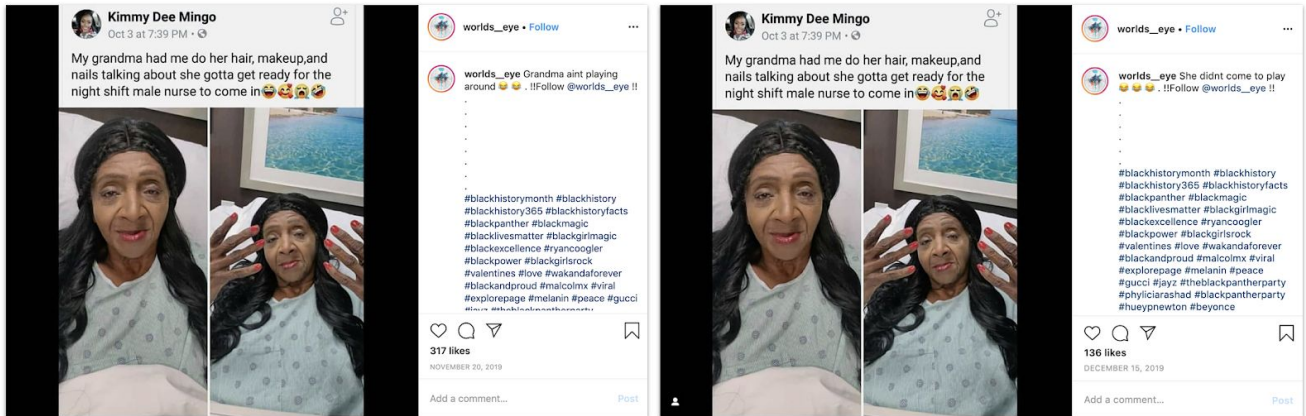 Kimmy Dee Mingo
Oct 3 at 7:39 PM •
My grandma had me do her hair, makeup,and
nails talking about she gotta get ready for the
night shift male nurse to come in😆🥰😭🤣
worlds__eye • Follow
worlds__eye Grandma aint playing
around 😂 😂 . !!Follow @worlds__eye !!
.
.
.
.
.
.
.
#blackhistorymonth #blackhistory
#blackhistory365 #blackhistoryfacts
#blackpanther #blackmagic
#blacklivesmatter #blackgirlmagic
#blackexcellence #ryancoogler
#blackpower #blackgirlsrock
#valentines #love #wakandaforever
#blackandproud #malcolmx #viral
#explorepage #melanin #peace #gucci
#jayz #theblackpantherparty
317 likes
NOVEMBER 20, 2019
Add a comment...
Post
Kimmy Dee Mingo
Oct 3 at 7:39 PM •
My grandma had me do her hair, makeup,and
nails talking about she gotta get ready for the
night shift male nurse to come in😆🥰😭🤣
worlds__eye • Follow
worlds__eye She didnt come to play
😂 😂 😂 . !!Follow @worlds__eye !!
.
.
.
.
.
#blackhistorymonth #blackhistory
#blackhistory365 #blackhistoryfacts
#blackpanther #blackmagic
#blacklivesmatter #blackgirlmagic
#blackexcellence #ryancoogler
#blackpower #blackgirlsrock
#valentines #love #wakandaforever
#blackandproud #malcolmx #viral
#explorepage #melanin #peace
#gucci #jayz #theblackpantherparty
#phyliciarashad #blackpantherparty
#hueypnewton #beyonce
136 likes
DECEMBER 15, 2019
Add a comment...
Post